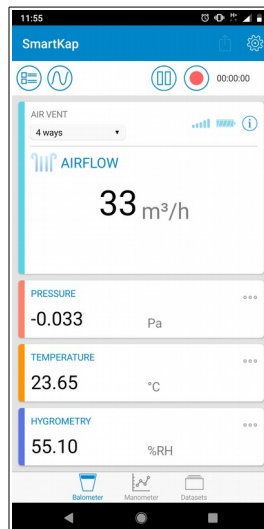 11:55
SmartKap
00:00:00
AIR VENT
4 ways
AIRFLOW
33 m³/h
PRESSURE
-0.033 Pa
TEMPERATURE
23.65 °C
HYGROMETRY
55.10 %RH
Balometer Manometer Datasets